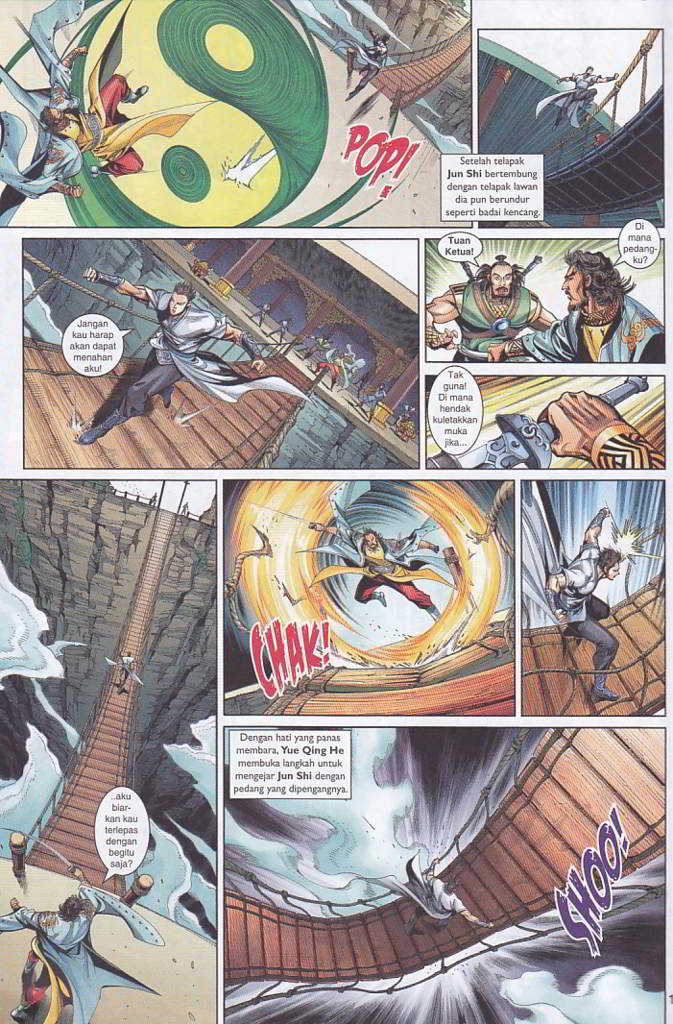 POP!
Setelah telapak
Jun Shi bertembung
dengan telapak lawan
dia pun berundur
seperti badai kencang.
Jangan
kau harap
akan dapat
menahan
aku!
Tuan
Ketua!
Di
mana
pedang-
ku?
Tak
guna!
Di mana
hendak
kuletakkan
muka
jika...
..aku
biar-
kan kau
terlepas
dengan
begitu
saja?
CHAK!
Dengan hati yang panas
membara, Yue Qing He
membuka langkah untuk
mengejar Jun Shi dengan
pedang yang dipengangnya.
SHOO!